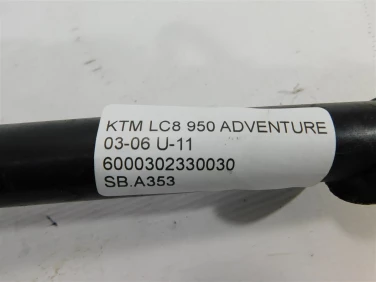 KTM LC8 950 ADVENTURE
03-06 U-11
6000302330030
SB.A353